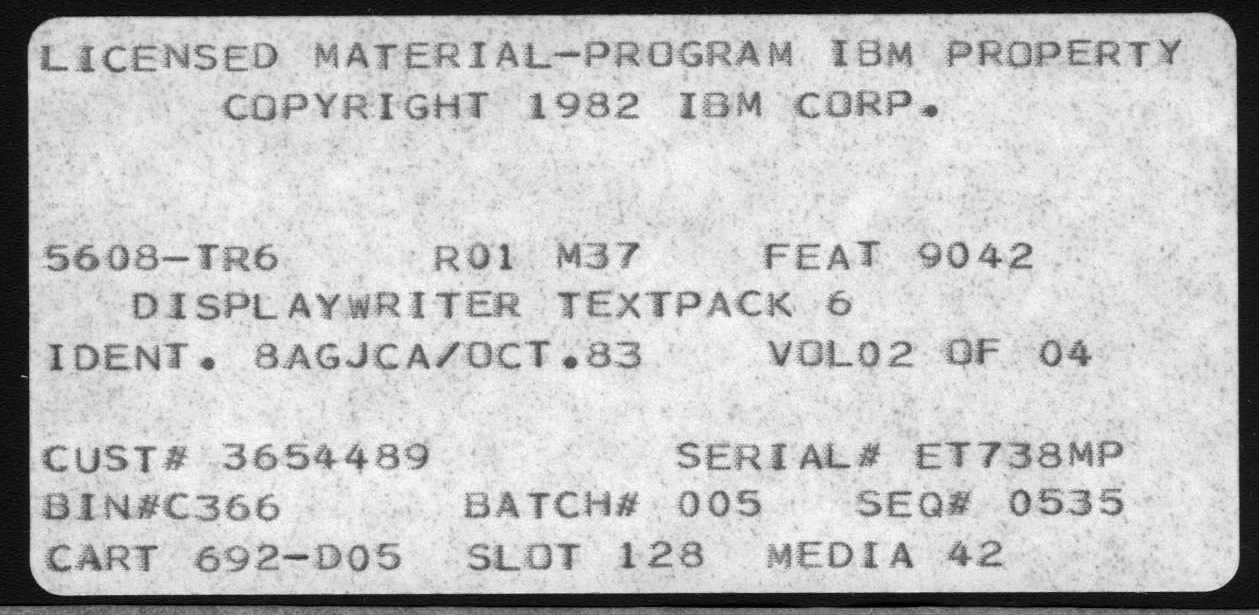 LICENSED MATERIAL-PROGRAM IBM PROPERTY
COPYRIGHT 1982 IBM CORP.
5608-TR6 R01 M37 FEAT 9042
DISPLAYWRITER TEXTPACK 6
IDENT. 8AGJCA/OCT.83 VOL02 OF 04
CUST# 3654489 SERIAL# ET738MP
BIN#C366 BATCH# 005 SEQ# 0535
CART 692-D05 SLOT 128 MEDIA 42